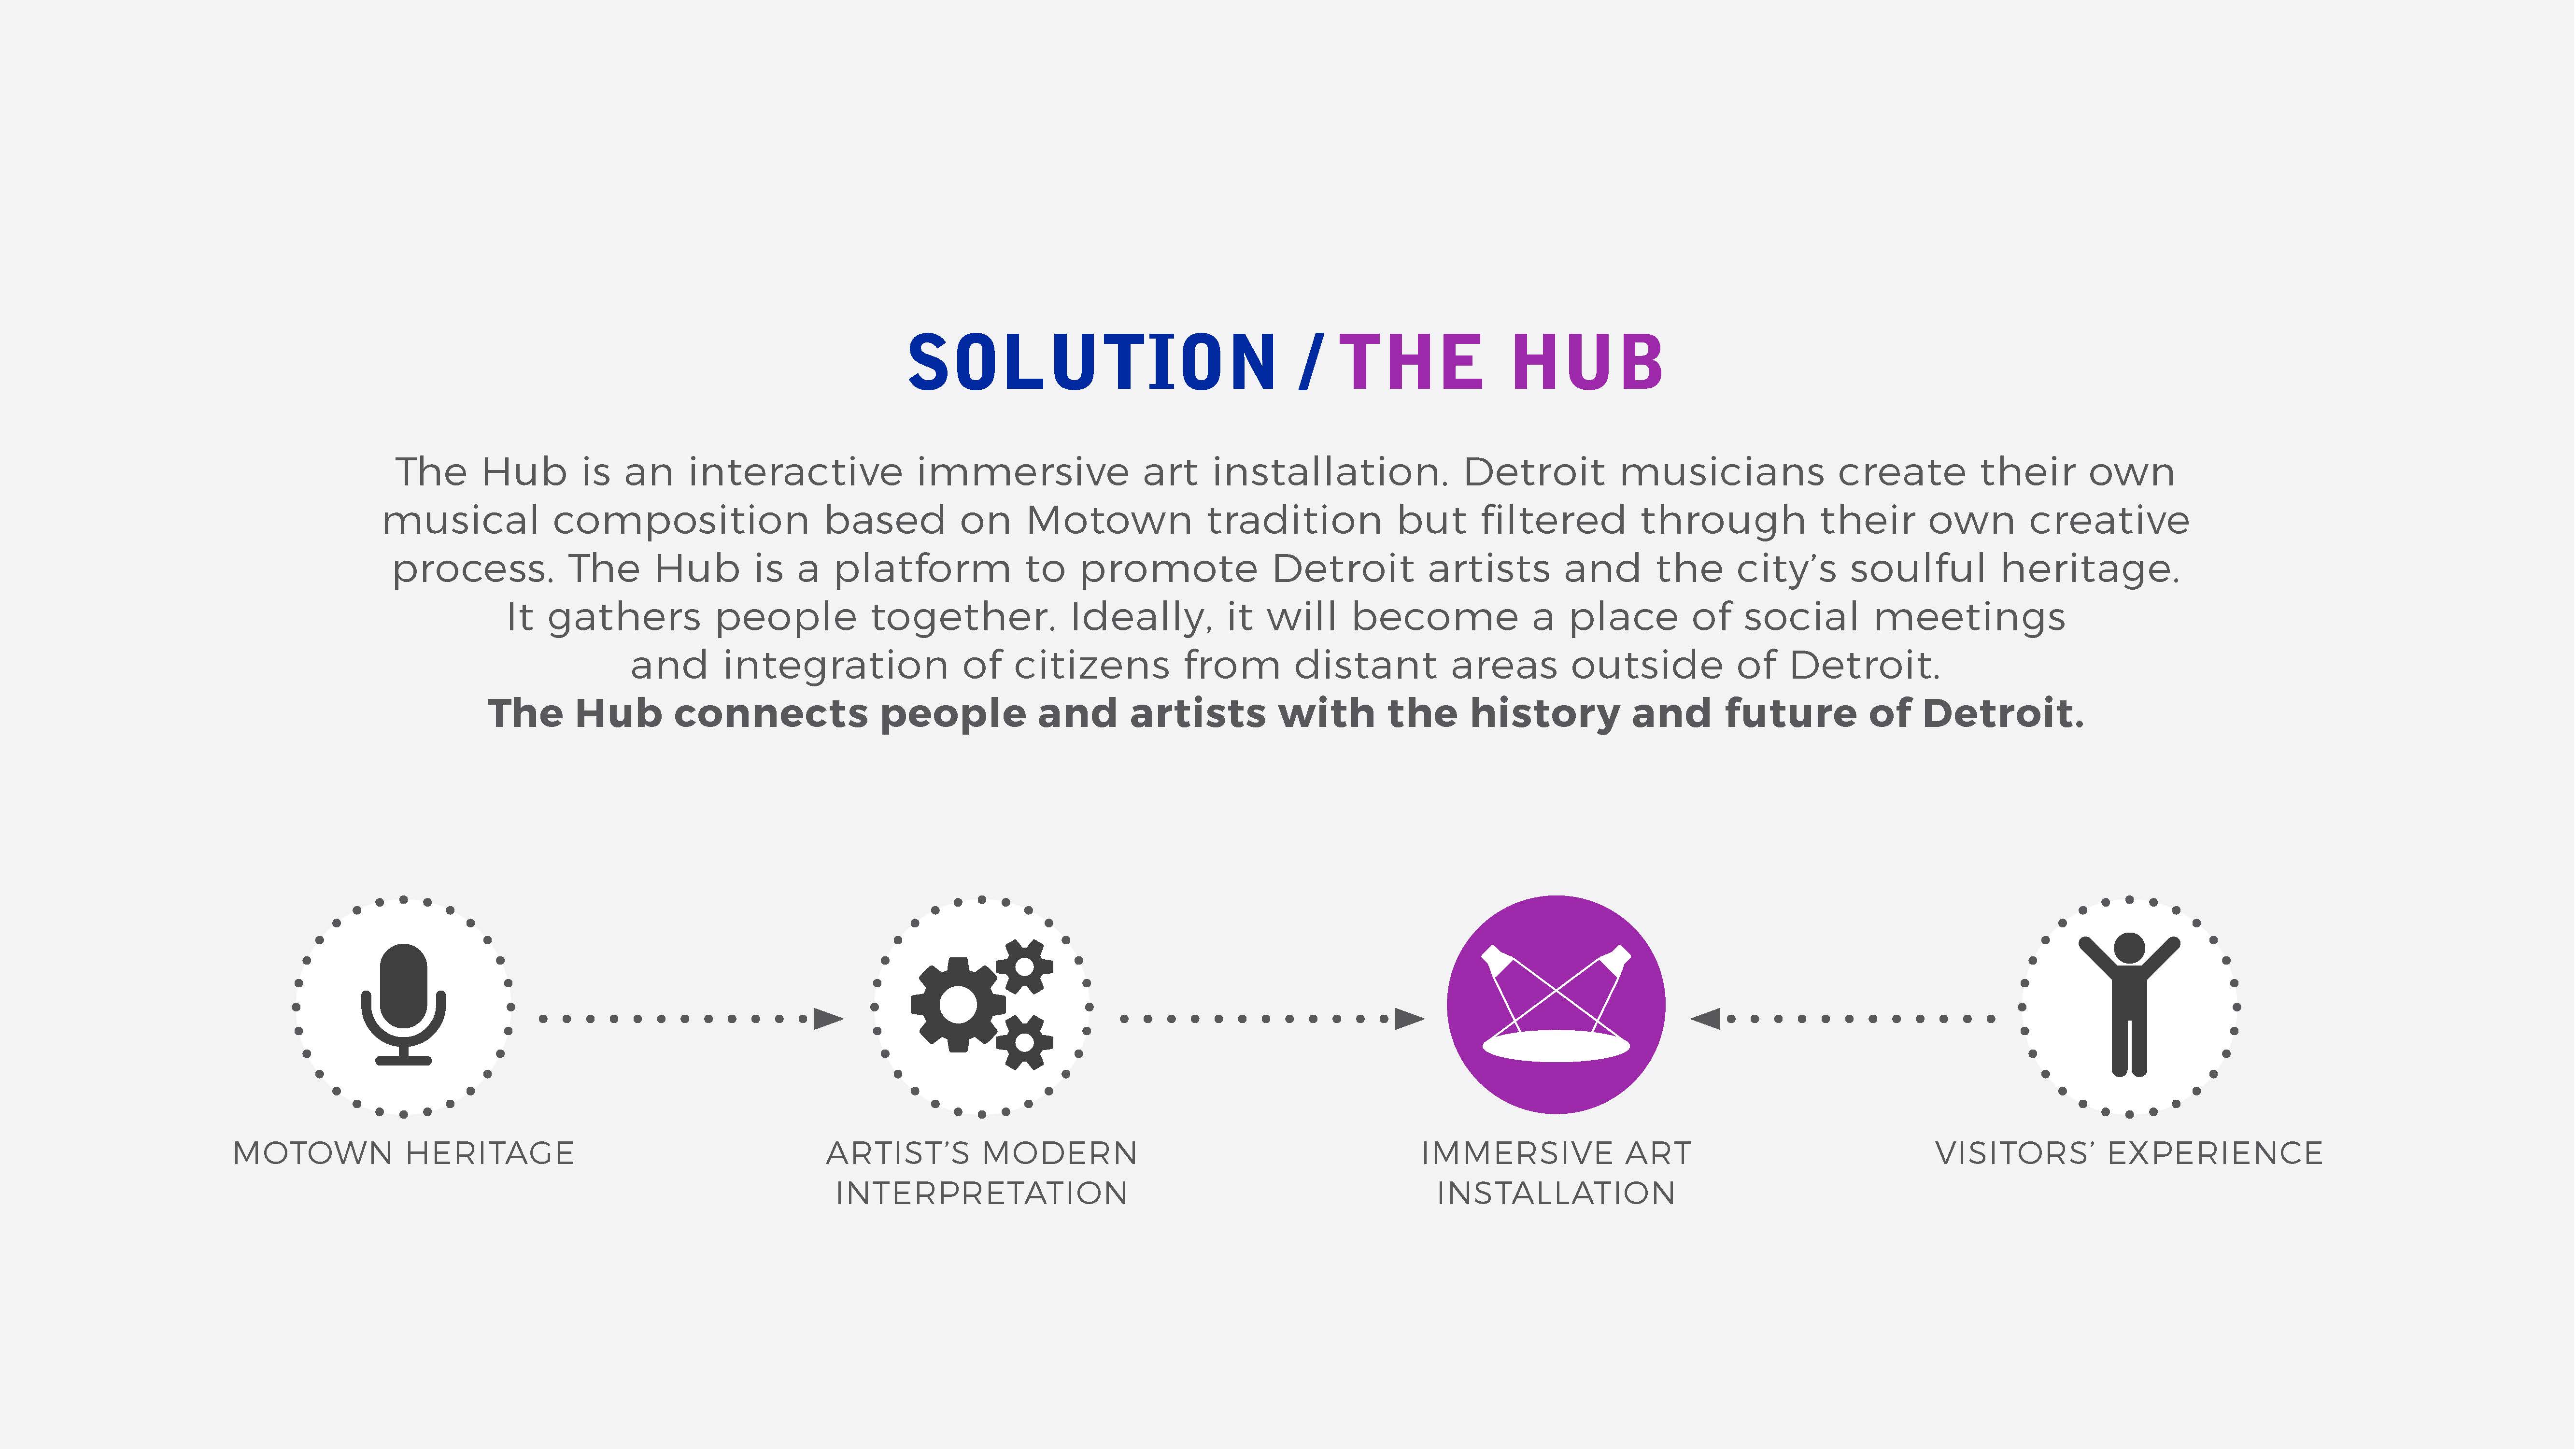 SOLUTION / THE HUB
The Hub is an interactive immersive art installation. Detroit musicians create their own
musical composition based on Motown tradition but filtered through their own creative
process. The Hub is a platform to promote Detroit artists and the city’s soulful heritage.
It gathers people together. Ideally, it will become a place of social meetings
and integration of citizens from distant areas outside of Detroit.
The Hub connects people and artists with the history and future of Detroit.
MOTOWN HERITAGE
ARTIST’S MODERN
INTERPRETATION
IMMERSIVE ART
INSTALLATION
VISITORS’ EXPERIENCE